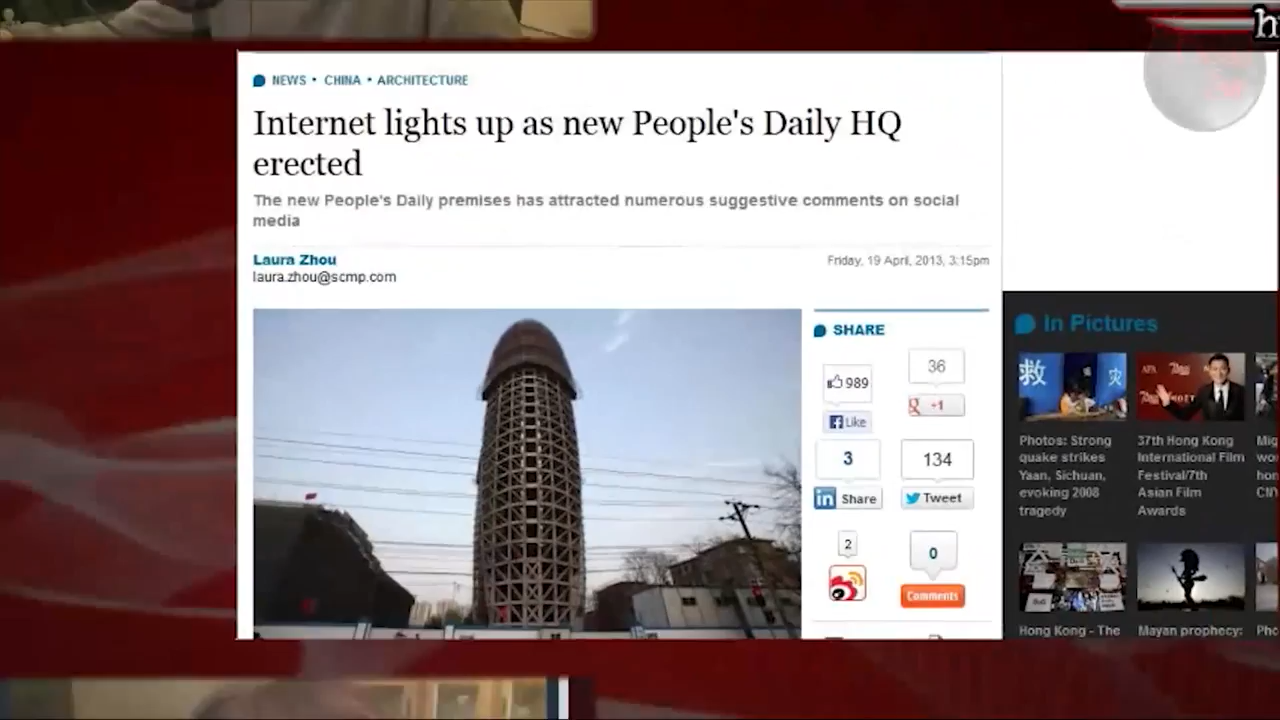 h
NEWS • CHINA • ARCHITECTURE
Internet lights up as new People's Daily HQ
erected
The new People's Daily premises has attracted numerous suggestive comments on social
media
Laura Zhou
laura.zhou@scmp.com
Friday, 19 April, 2013, 3:15pm
SHARE
989
Like
36
+1
3
Share
134
Tweet
2
0
Comments
In Pictures
救 灾
Photos: Strong
quake strikes
Yaan, Sichuan,
evoking 2008
tragedy
37th Hong Kong
International Film
Festival/7th
Asian Film
Awards
Hong Kong - The
Mayan prophecy: